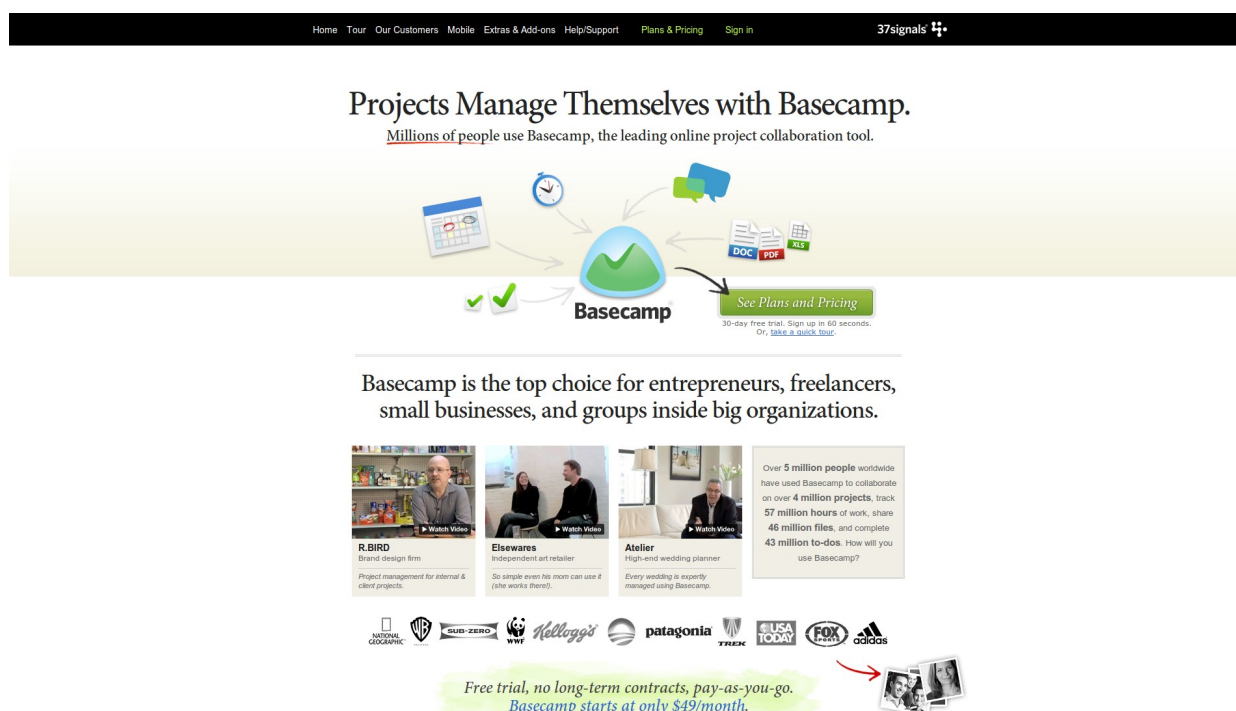 Home Tour Our Customers Mobile Extras & Add-ons Help/Support Plans & Pricing Sign in 37signals
Projects Manage Themselves with Basecamp.
Millions of people use Basecamp, the leading online project collaboration tool.
DOC PDF XLS
Basecamp
See Plans and Pricing
30-day free trial. Sign up in 60 seconds.
Or, take a quick tour.
Basecamp is the top choice for entrepreneurs, freelancers,
small businesses, and groups inside big organizations.
Watch Video
R.BIRD
Brand design firm
Project management for internal &
client projects.
Watch Video
Elsewares
Independent art retailer
So simple even his mom can use it
(she works there!).
Watch Video
Atelier
High-end wedding planner
Every wedding is expertly
managed using Basecamp.
Over 5 million people worldwide
have used Basecamp to collaborate
on over 4 million projects, track
57 million hours of work, share
46 million files, and complete
43 million to-dos. How will you
use Basecamp?
NATIONAL
GEOGRAPHIC
WB
SUB-ZERO
WWF
Kellogg's
patagonia
TREK
USA
TODAY
FOX
SPORTS
adidas
Free trial, no long-term contracts, pay-as-you-go.
Basecamp starts at only $49/month.